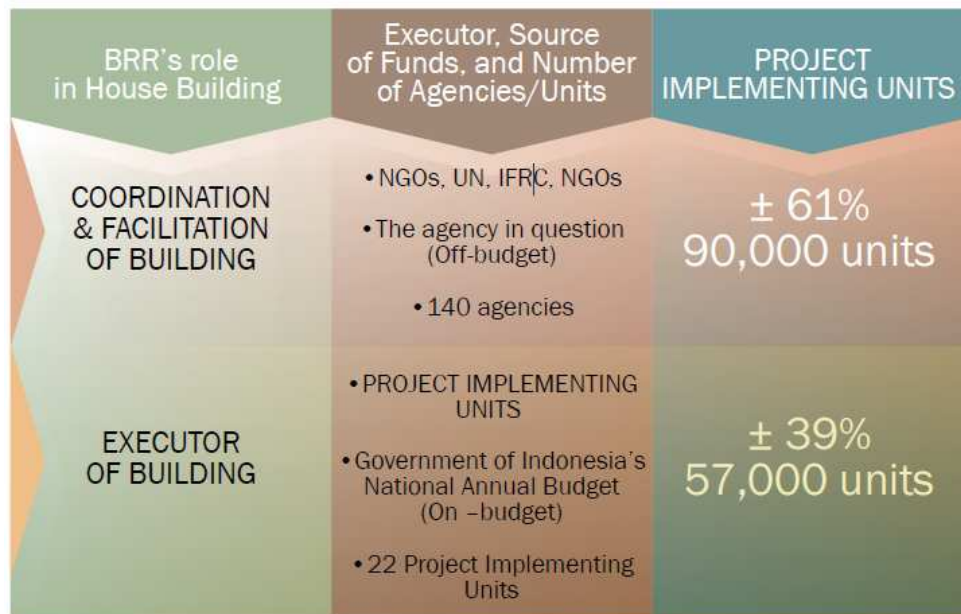 BRR's role
in House Building
Executor, Source
of Funds, and Number
of Agencies/Units
PROJECT
IMPLEMENTING UNITS
COORDINATION
& FACILITATION
OF BUILDING
• NGOs, UN, IFRC, NGOs
• The agency in question
(Off-budget)
• 140 agencies
± 61%
90,000 units
EXECUTOR
OF BUILDING
• PROJECT IMPLEMENTING
UNITS
• Government of Indonesia's
National Annual Budget
(On –budget)
• 22 Project Implementing
Units
± 39%
57,000 units